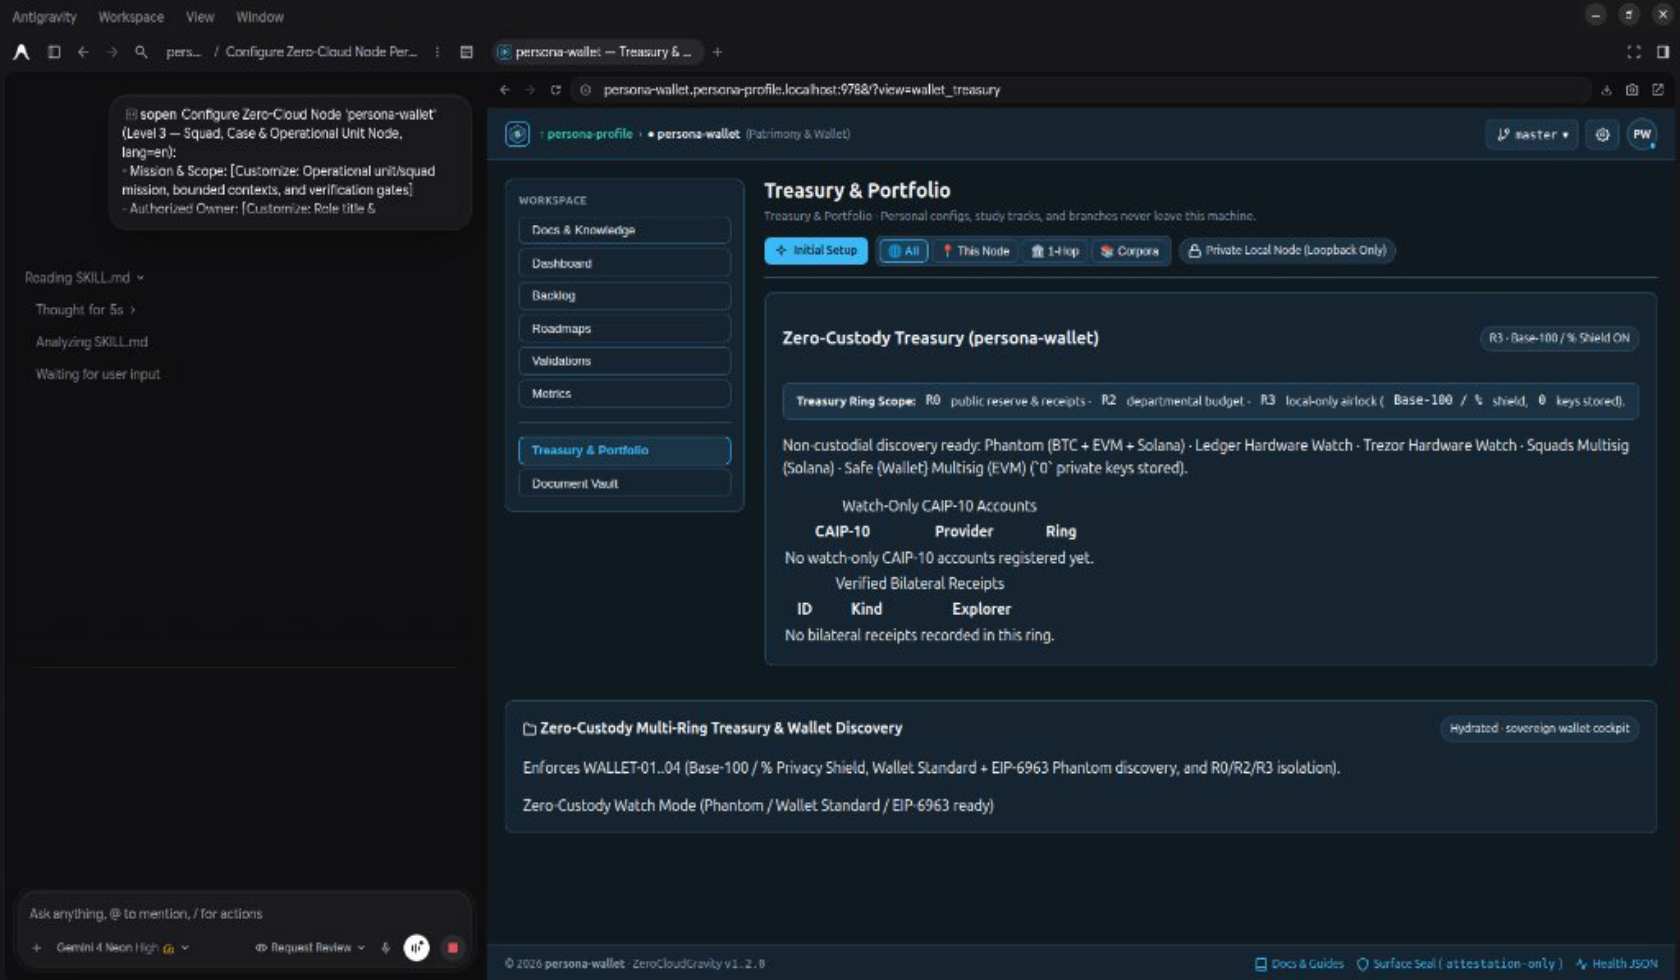 Antigravity Workspace View Window
pers... / Configure Zero-Cloud Node Per...
persona-wallet — Treasury & ...
persona-wallet.persona-profile.localhost:9788/?view=wallet_treasury
sopen Configure Zero-Cloud Node 'persona-wallet'
(Level 3 — Squad, Case & Operational Unit Node,
lang=en):
- Mission & Scope: [Customize: Operational unit/squad
mission, bounded contexts, and verification gates]
- Authorized Owner: [Customize: Role title &
Reading SKILL.md
Thought for 5s
Analyzing SKILL.md
Waiting for user input
Ask anything, @ to mention, / for actions
Gemini 4 Neon High
Request Review
↑ persona-profile › ● persona-wallet (Patrimony & Wallet)
master
PW
WORKSPACE
Docs & Knowledge
Dashboard
Backlog
Roadmaps
Validations
Metrics
Treasury & Portfolio
Document Vault
Treasury & Portfolio
Treasury & Portfolio · Personal configs, study tracks, and branches never leave this machine.
Initial Setup
All
This Node
1-Hop
Corpora
Private Local Node (Loopback Only)
Zero-Custody Treasury (persona-wallet)
R3 · Base-100 / % Shield ON
Treasury Ring Scope: R0 public reserve & receipts · R2 departmental budget · R3 local-only airlock ( Base-100 / % shield, 0 keys stored).
Non-custodial discovery ready: Phantom (BTC + EVM + Solana) · Ledger Hardware Watch · Trezor Hardware Watch · Squads Multisig
(Solana) · Safe {Wallet} Multisig (EVM) (`0` private keys stored).
Watch-Only CAIP-10 Accounts
CAIP-10 Provider Ring
No watch-only CAIP-10 accounts registered yet.
Verified Bilateral Receipts
ID Kind Explorer
No bilateral receipts recorded in this ring.
Zero-Custody Multi-Ring Treasury & Wallet Discovery
Hydrated · sovereign wallet cockpit
Enforces WALLET-01..04 (Base-100 / % Privacy Shield, Wallet Standard + EIP-6963 Phantom discovery, and R0/R2/R3 isolation).
Zero-Custody Watch Mode (Phantom / Wallet Standard / EIP-6963 ready)
© 2026 persona-wallet · ZeroCloudGravity v1.2.0
Docs & Guides
Surface Seal ( attestation-only )
Health JSON